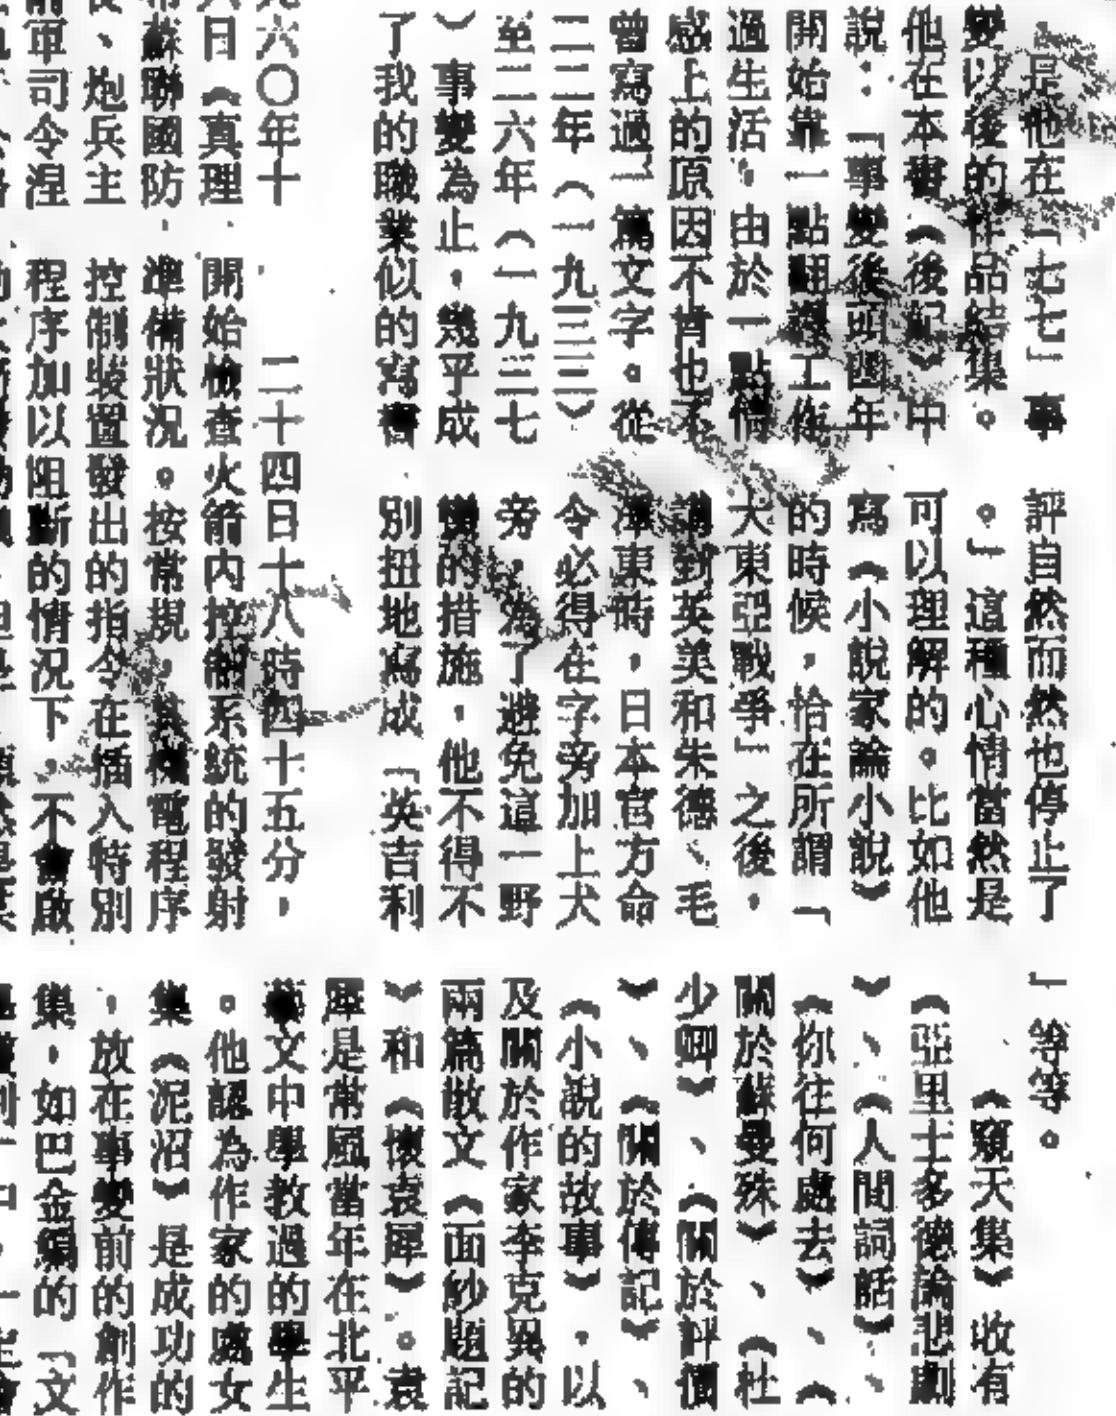 是他在「七七」事
變以後的作品結集。
他在本書《後記》中
說：「事變後頭四年
開始靠一點翻譯工作
過生活，由於一點情
感上的原因不肯也不
曾寫過一篇文字。從
二二年（一九三三）
至二六年（一九三七
）事變為止，幾乎成
了我的職業似的寫書
評自然而然也停止了
。」這種心情當然是
可以理解的。比如他
寫《小說家論小說》
的時候，恰在所謂「
大東亞戰爭」之後，
講到英美和朱德、毛
澤東時，日本官方命
令必得在字旁加上犬
旁，為了避免這一野
蠻的措施，他不得不
別扭地寫成「英吉利
」等等。
《窺天集》收有
《亞里士多德論悲劇
》、《人間詞話》、
《你往何處去》、《
關於蘇曼殊》、《杜
少卿》、《關於評價
》、《關於傳記》、
《小說的故事》，以
及關於作家李克異的
兩篇散文《面紗題記
》和《懷袁犀》。袁
犀是常風當年在北平
藝文中學教過的學生
。他認為作家的處女
集《泥沼》是成功的
，放在事變前的創作
集，如巴金編的「文
六〇年十
日《真理
蘇聯國防
、炮兵主
軍司令涅
二十四日十八時四十五分，
開始檢查火箭內控制系統的發射
準備狀況。按常規，機電程序
控制裝置發出的指令在插入特別
程序加以阻斷的情況下，不會啟